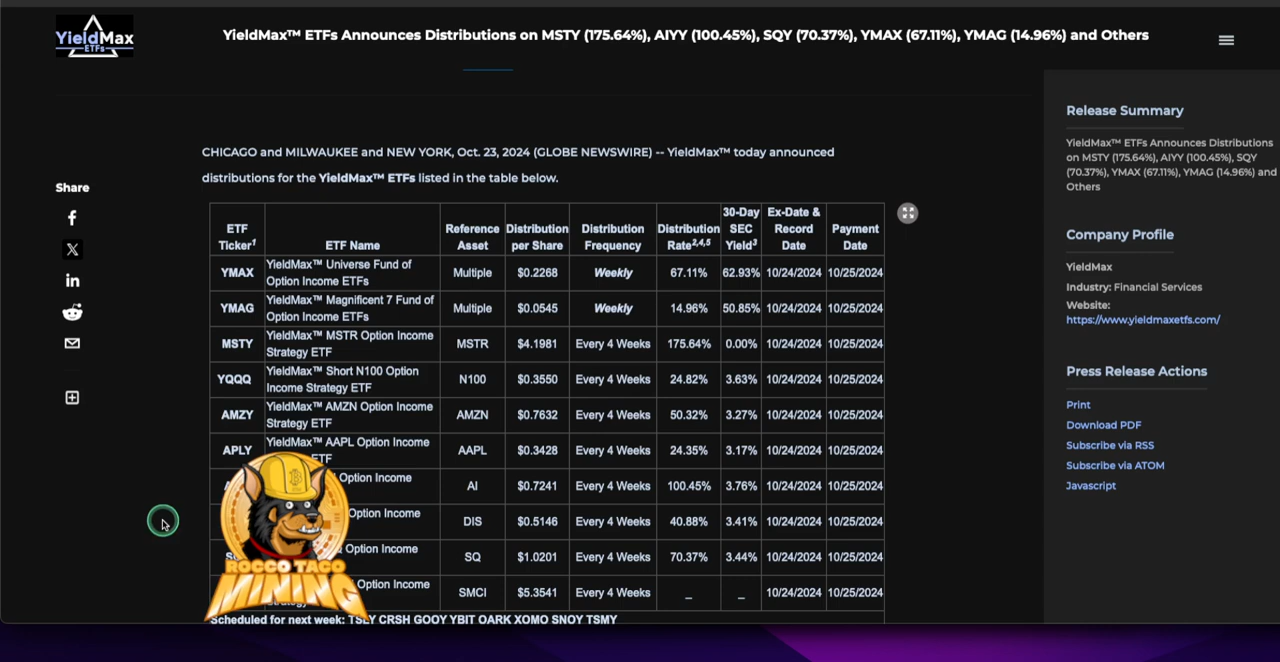 YieldMax
ETFs
YieldMax™ ETFs Announces Distributions on MSTY (175.64%), AIYY (100.45%), SQY (70.37%), YMAX (67.11%), YMAG (14.96%) and Others
CHICAGO and MILWAUKEE and NEW YORK, Oct. 23, 2024 (GLOBE NEWSWIRE) -- YieldMax™ today announced
distributions for the YieldMax™ ETFs listed in the table below.
Share
ETF Ticker¹ ETF Name Reference Asset Distribution per Share Distribution Frequency Distribution Rate²,⁴,⁵ 30-Day SEC Yield³ Ex-Date & Record Date Payment Date
YMAX YieldMax™ Universe Fund of Option Income ETFs Multiple $0.2268 Weekly 67.11% 62.93% 10/24/2024 10/25/2024
YMAG YieldMax™ Magnificent 7 Fund of Option Income ETFs Multiple $0.0545 Weekly 14.96% 50.85% 10/24/2024 10/25/2024
MSTY YieldMax™ MSTR Option Income Strategy ETF MSTR $4.1981 Every 4 Weeks 175.64% 0.00% 10/24/2024 10/25/2024
YQQQ YieldMax™ Short N100 Option Income Strategy ETF N100 $0.3550 Every 4 Weeks 24.82% 3.63% 10/24/2024 10/25/2024
AMZY YieldMax™ AMZN Option Income Strategy ETF AMZN $0.7632 Every 4 Weeks 50.32% 3.27% 10/24/2024 10/25/2024
APLY YieldMax™ AAPL Option Income ETF AAPL $0.3428 Every 4 Weeks 24.35% 3.17% 10/24/2024 10/25/2024
Option Income AI $0.7241 Every 4 Weeks 100.45% 3.76% 10/24/2024 10/25/2024
Option Income DIS $0.5146 Every 4 Weeks 40.88% 3.41% 10/24/2024 10/25/2024
Option Income SQ $1.0201 Every 4 Weeks 70.37% 3.44% 10/24/2024 10/25/2024
Option Income SMCI $5.3541 Every 4 Weeks _ _ 10/24/2024 10/25/2024
Scheduled for next week: TSLY CRSH GOOY YBIT OARK XOMO SNOY TSMY
ROCCO TACO
MINING
Release Summary
YieldMax™ ETFs Announces Distributions
on MSTY (175.64%), AIYY (100.45%), SQY
(70.37%), YMAX (67.11%), YMAG (14.96%) and
Others
Company Profile
YieldMax
Industry: Financial Services
Website:
https://www.yieldmaxetfs.com/
Press Release Actions
Print
Download PDF
Subscribe via RSS
Subscribe via ATOM
Javascript